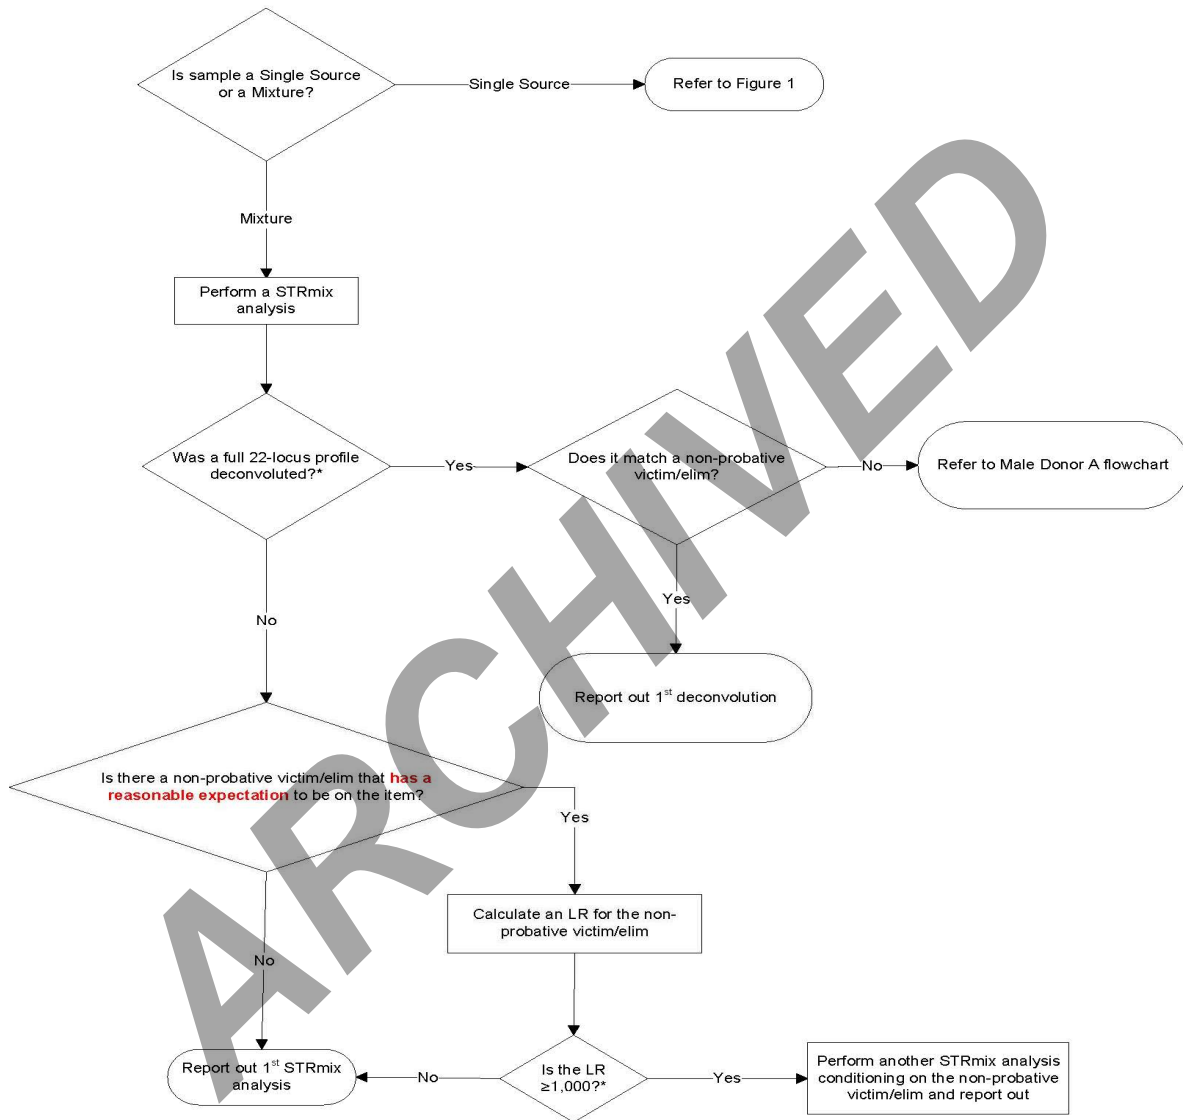 Is sample a Single Source
or a Mixture?
Single Source
Refer to Figure 1
Mixture
Perform a STRmix
analysis
Was a full 22-locus profile
deconvoluted?*
Yes
Does it match a non-probative
victim/elim?
No
Refer to Male Donor A flowchart
Yes
Report out 1st deconvolution
No
Is there a non-probative victim/elim that has a
reasonable expectation to be on the item?
Yes
Calculate an LR for the non-
probative victim/elim
No
Report out 1st STRmix
analysis
No
Is the LR
≥1,000?*
Yes
Perform another STRmix analysis
conditioning on the non-probative
victim/elim and report out
ARCHIVED